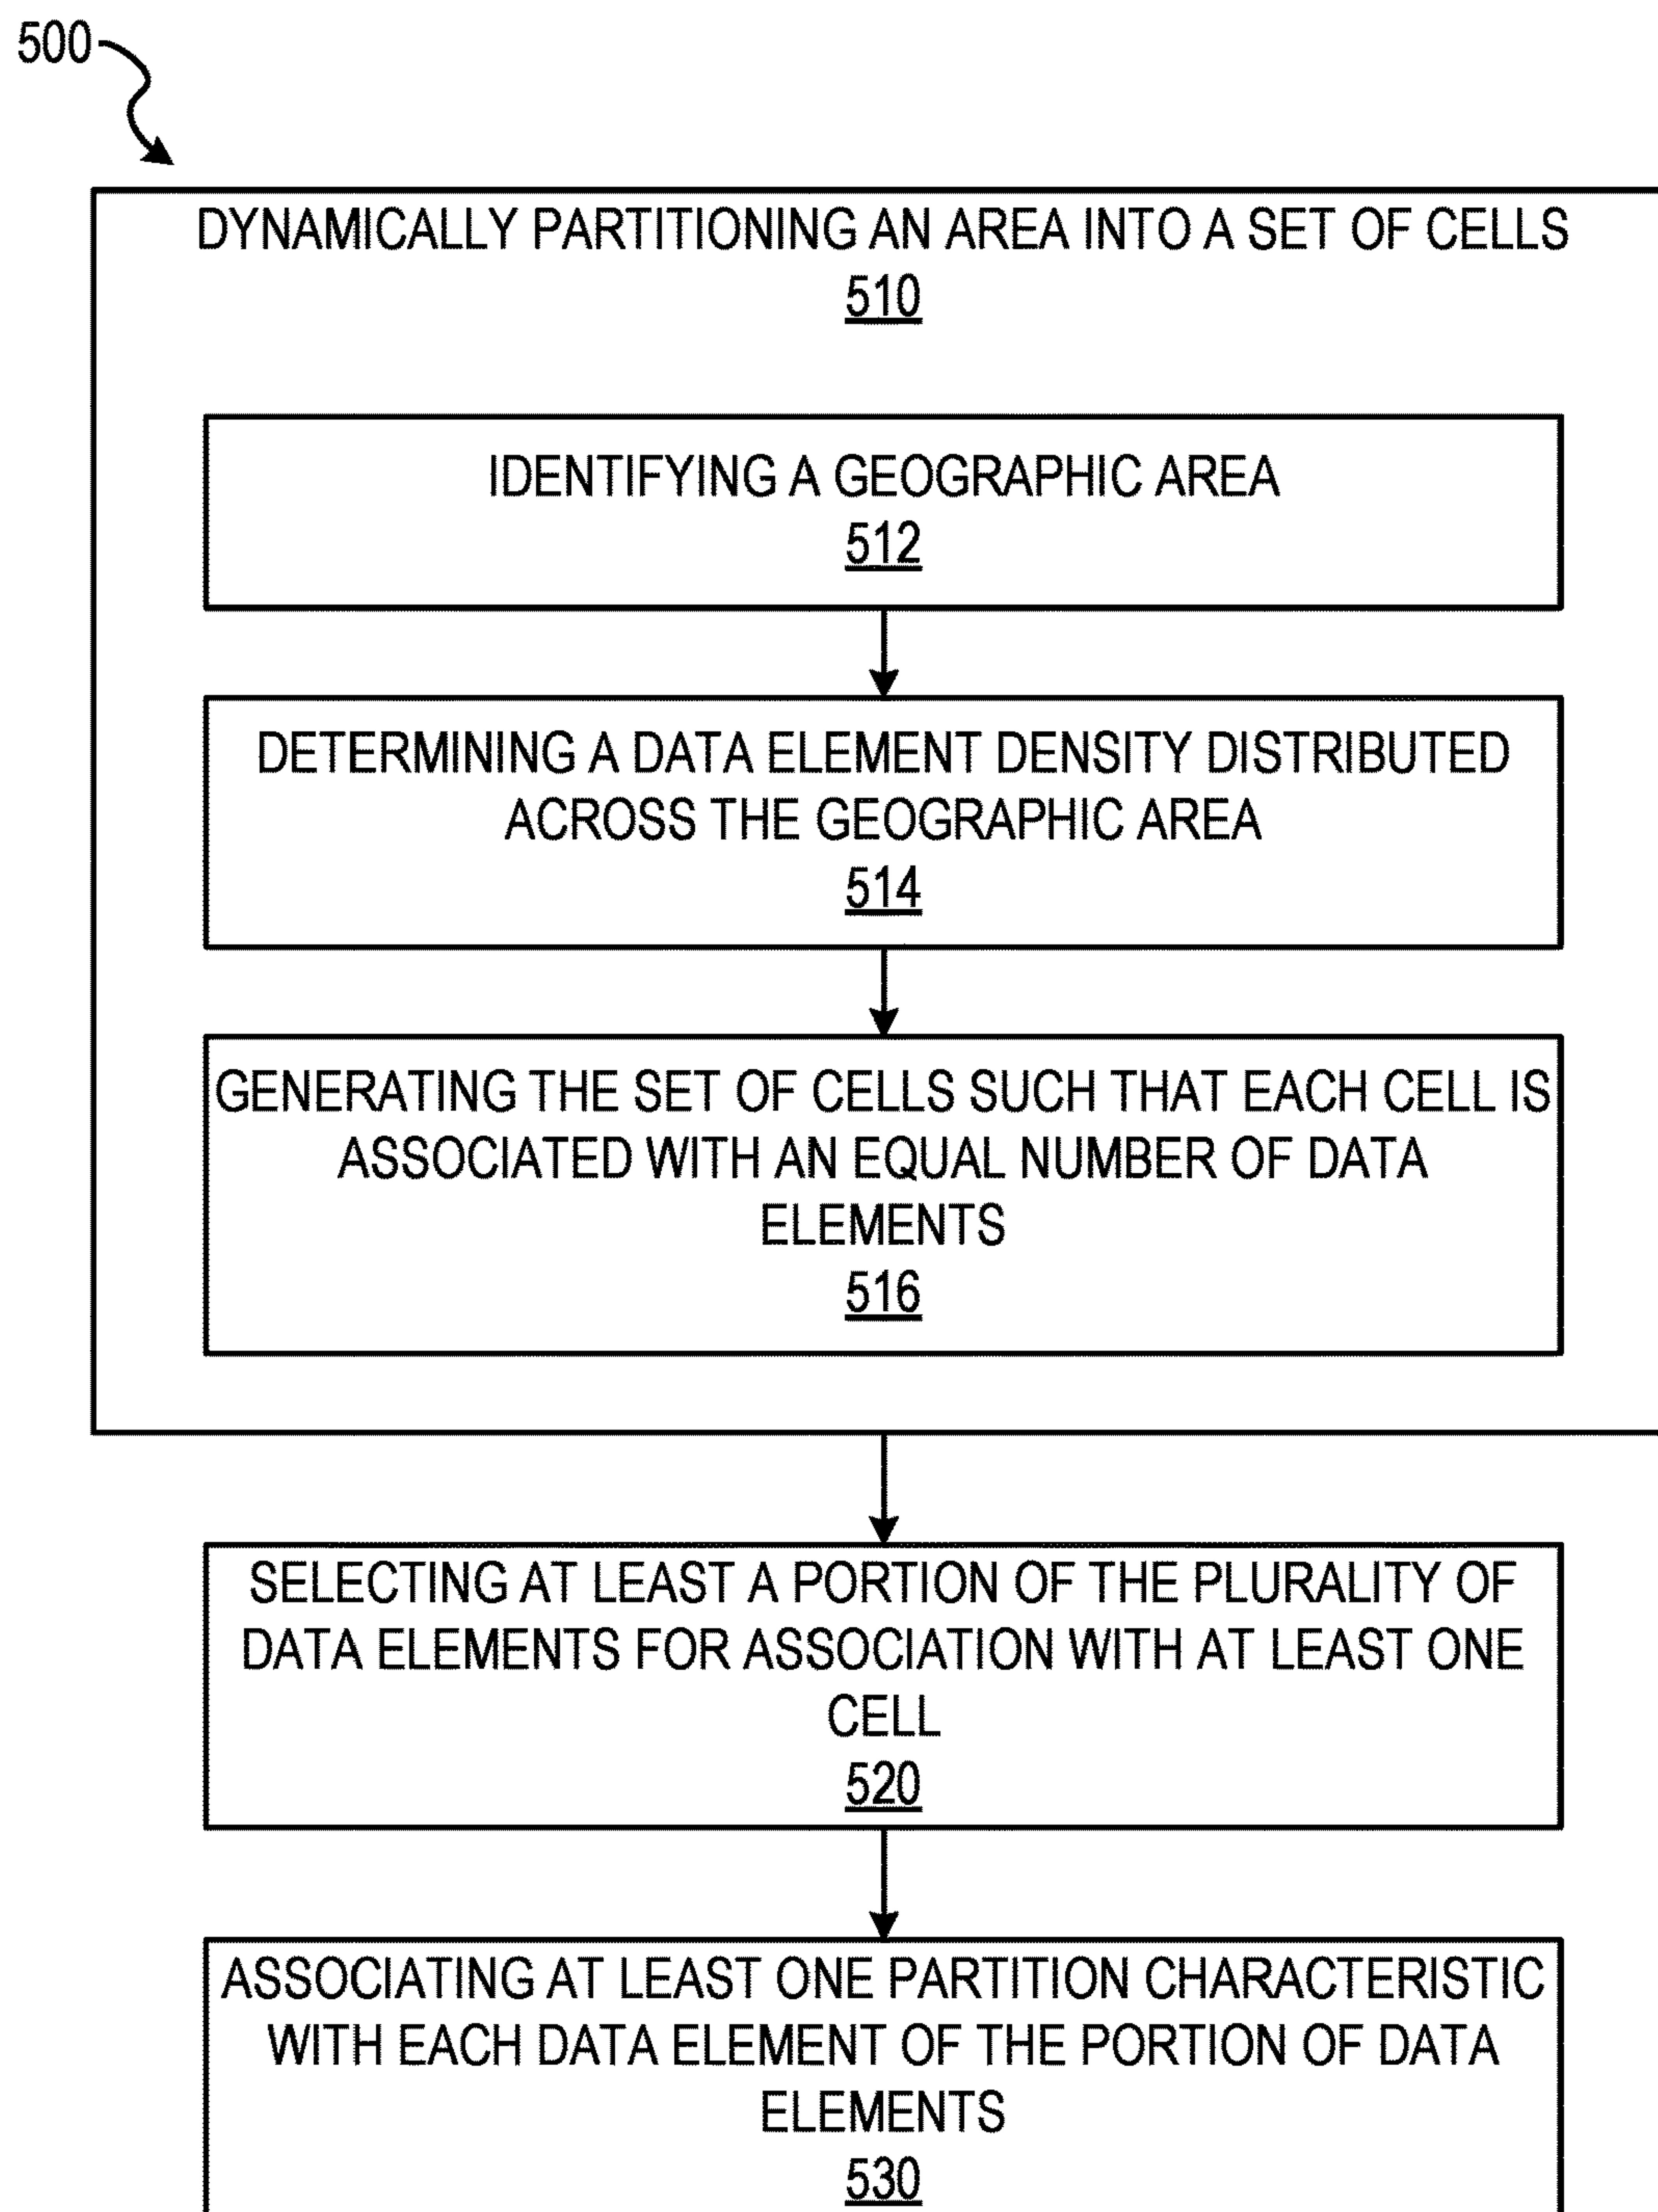 500
DYNAMICALLY PARTITIONING AN AREA INTO A SET OF CELLS
510
IDENTIFYING A GEOGRAPHIC AREA
512
DETERMINING A DATA ELEMENT DENSITY DISTRIBUTED
ACROSS THE GEOGRAPHIC AREA
514
GENERATING THE SET OF CELLS SUCH THAT EACH CELL IS
ASSOCIATED WITH AN EQUAL NUMBER OF DATA
ELEMENTS
516
SELECTING AT LEAST A PORTION OF THE PLURALITY OF
DATA ELEMENTS FOR ASSOCIATION WITH AT LEAST ONE
CELL
520
ASSOCIATING AT LEAST ONE PARTITION CHARACTERISTIC
WITH EACH DATA ELEMENT OF THE PORTION OF DATA
ELEMENTS
530